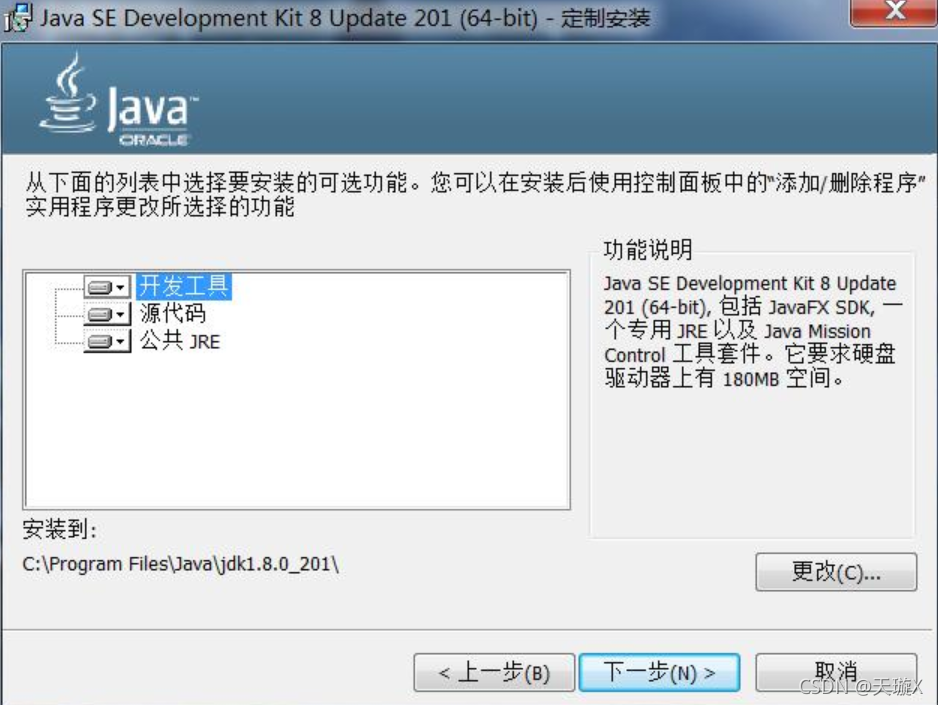 Java SE Development Kit 8 Update 201 (64-bit) - 定制安装
Java™
ORACLE
从下面的列表中选择要安装的可选功能。您可以在安装后使用控制面板中的“添加/删除程序”
实用程序更改所选择的功能
开发工具
源代码
公共 JRE
功能说明
Java SE Development Kit 8 Update
201 (64-bit), 包括 JavaFX SDK, 一
个专用 JRE 以及 Java Mission
Control 工具套件。它要求硬盘
驱动器上有 180MB 空间。
安装到:
C:\Program Files\Java\jdk1.8.0_201\
更改(C)...
< 上一步(B)
下一步(N) >
取消
CSDN @天璇X